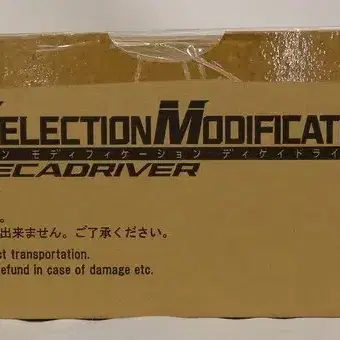 SELECTION MODIFICAT
ン モディフィケーション ディケイドライ
ECADRIVER
。
出来ません。ご了承ください。
ct transportation.
refund in case of damage etc.